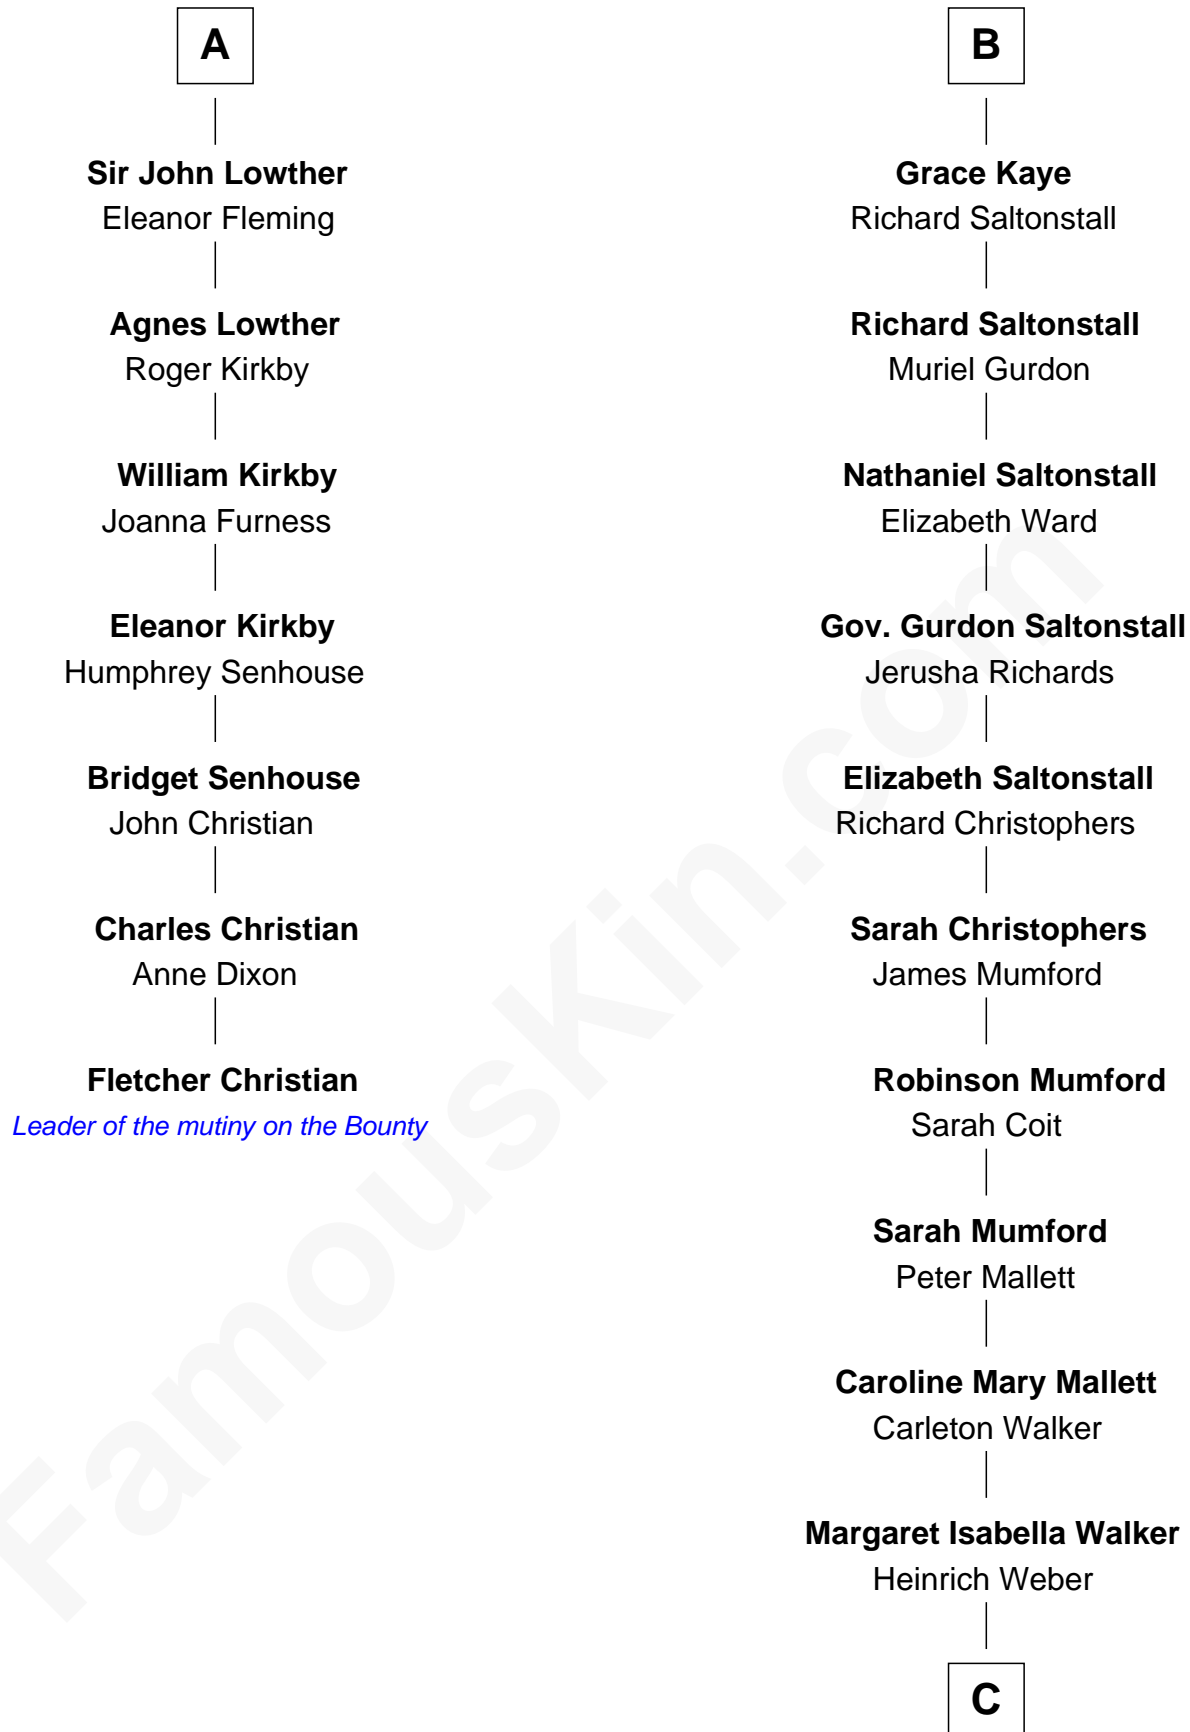 A
Sir John Lowther
Eleanor Fleming
Agnes Lowther
Roger Kirkby
William Kirkby
Joanna Furness
Eleanor Kirkby
Humphrey Senhouse
Bridget Senhouse
John Christian
Charles Christian
Anne Dixon
Fletcher Christian
Leader of the mutiny on the Bounty
B
Grace Kaye
Richard Saltonstall
Richard Saltonstall
Muriel Gurdon
Nathaniel Saltonstall
Elizabeth Ward
Gov. Gurdon Saltonstall
Jerusha Richards
Elizabeth Saltonstall
Richard Christophers
Sarah Christophers
James Mumford
Robinson Mumford
Sarah Coit
Sarah Mumford
Peter Mallett
Caroline Mary Mallett
Carleton Walker
Margaret Isabella Walker
Heinrich Weber
C
FamousKin.com